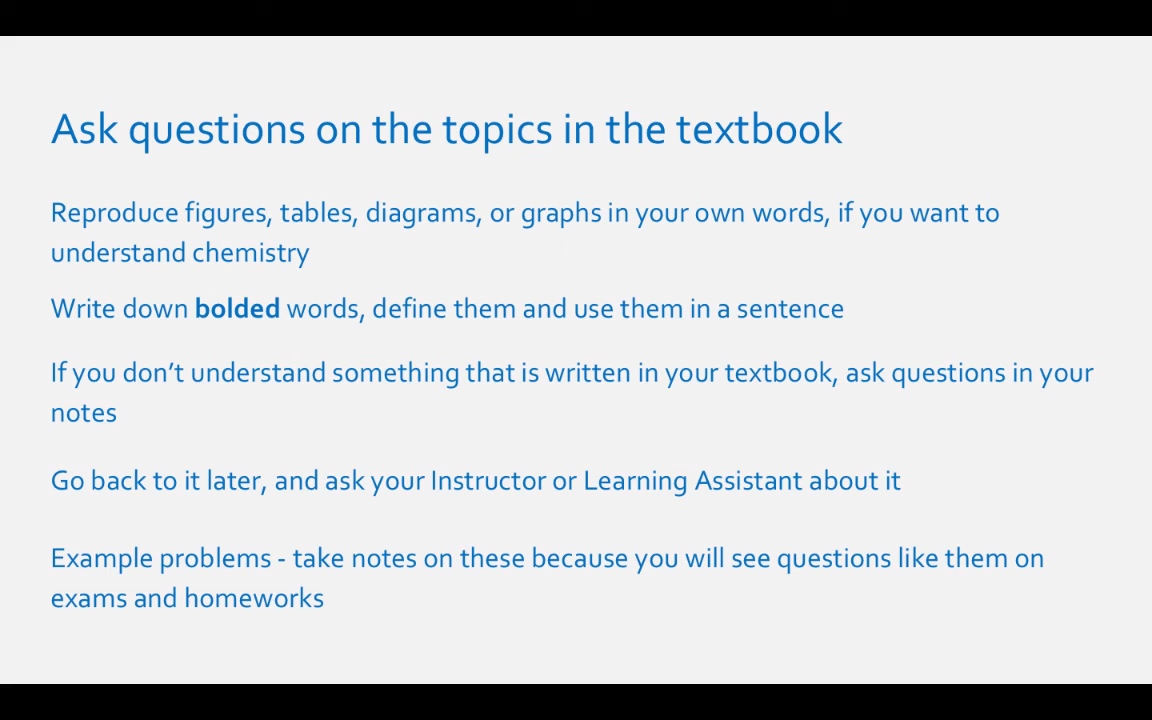 Ask questions on the topics in the textbook
Reproduce figures, tables, diagrams, or graphs in your own words, if you want to
understand chemistry
Write down bolded words, define them and use them in a sentence
If you don’t understand something that is written in your textbook, ask questions in your
notes
Go back to it later, and ask your Instructor or Learning Assistant about it
Example problems - take notes on these because you will see questions like them on
exams and homeworks